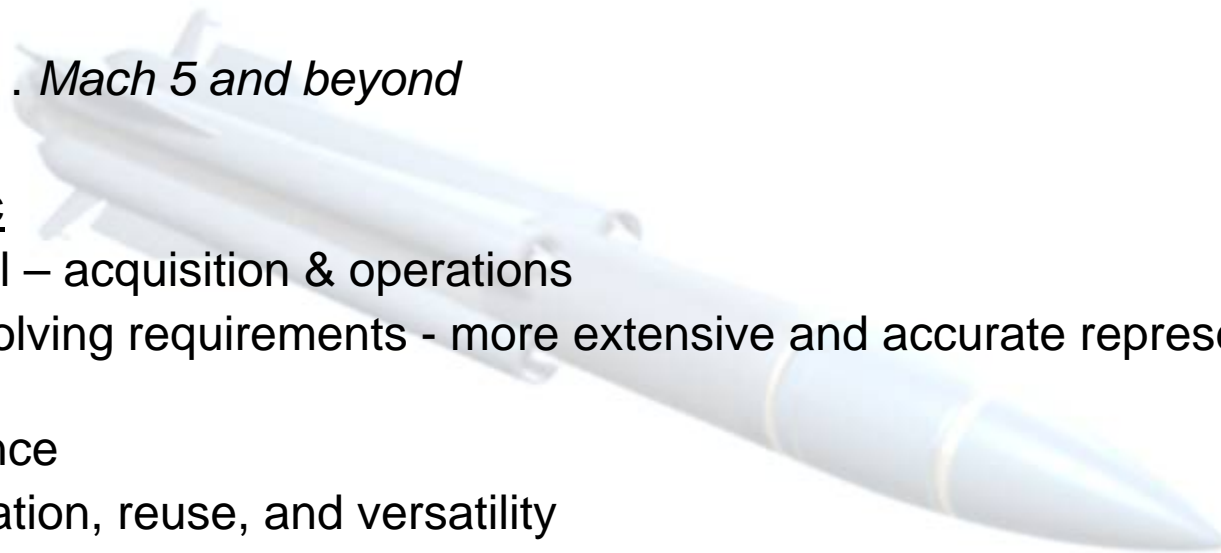 . Mach 5 and beyond
l – acquisition & operations
olving requirements - more extensive and accurate represe
nce
ation, reuse, and versatility